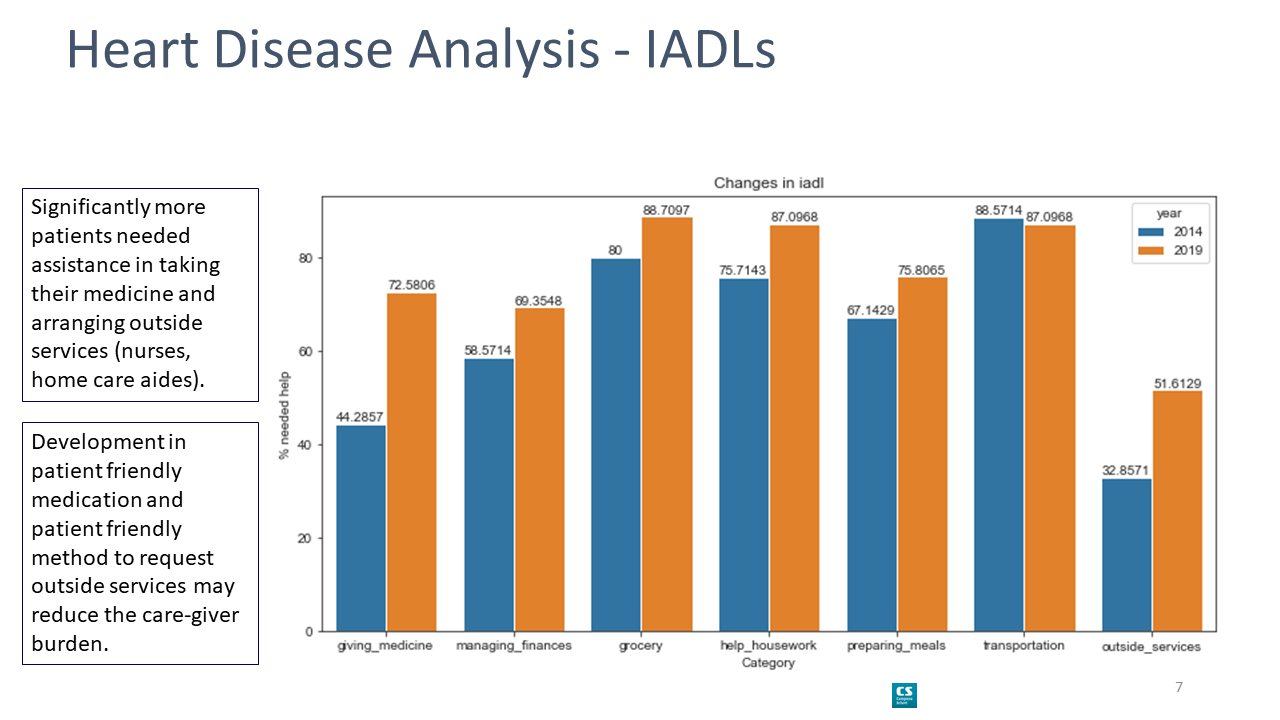 Heart Disease Analysis - IADLs
Significantly more
patients needed
assistance in taking
their medicine and
arranging outside
services (nurses,
home care aides).
Development in
patient friendly
medication and
patient friendly
method to request
outside services may
reduce the care-giver
burden.
Changes in iadl
year
2014
2019
% needed help
80
60
40
20
0
44.2857 72.5806
58.5714 69.3548
80 88.7097
75.7143 87.0968
67.1429 75.8065
88.5714 87.0968
32.8571 51.6129
giving_medicine managing_finances grocery help_housework preparing_meals transportation outside_services
Category
CS
7